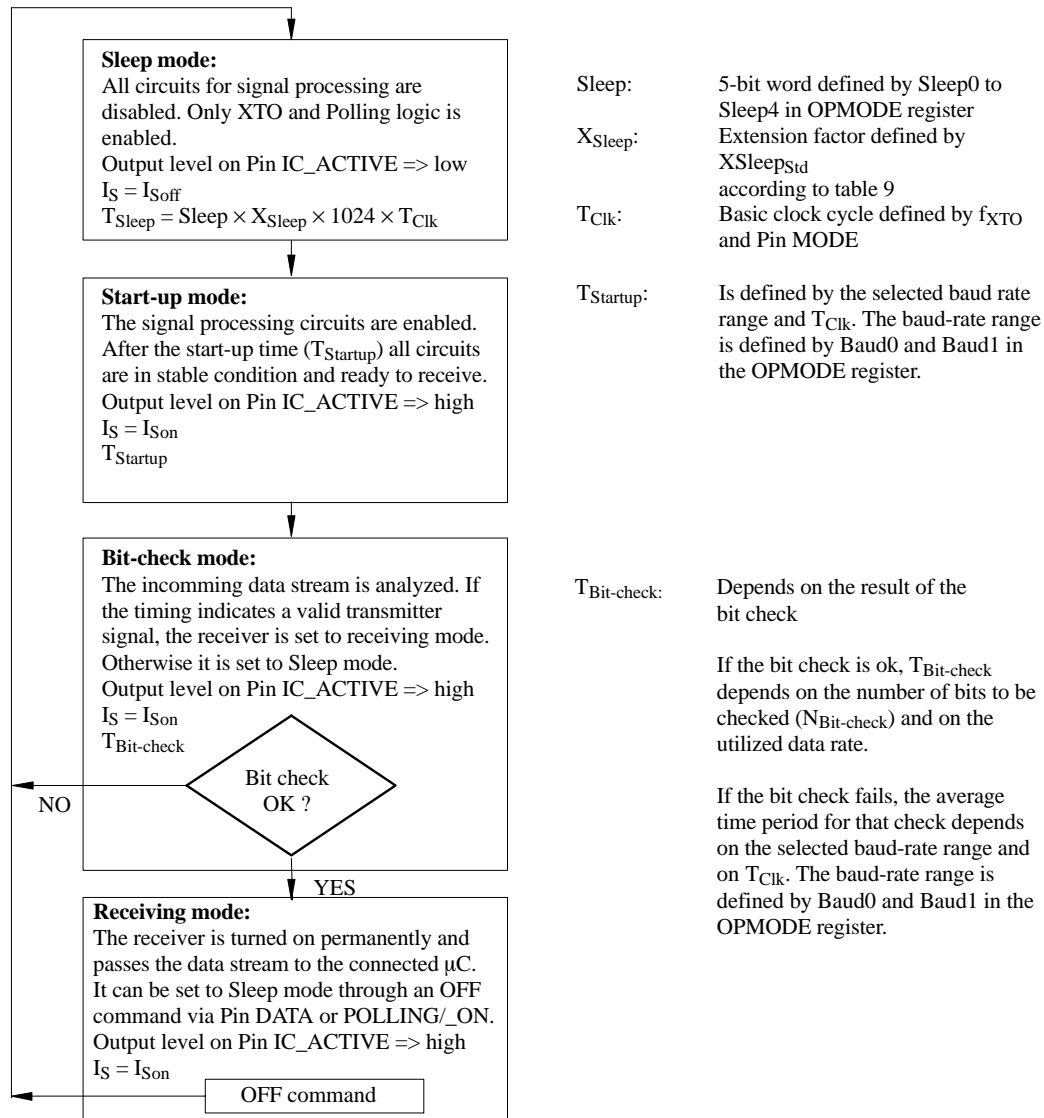 Sleep mode:
All circuits for signal processing are
disabled. Only XTO and Polling logic is
enabled.
Output level on Pin IC_ACTIVE => low
IS = ISoff
TSleep = Sleep × XSleep × 1024 × TClk
Start-up mode:
The signal processing circuits are enabled.
After the start-up time (TStartup) all circuits
are in stable condition and ready to receive.
Output level on Pin IC_ACTIVE => high
IS = ISon
TStartup
Bit-check mode:
The incomming data stream is analyzed. If
the timing indicates a valid transmitter
signal, the receiver is set to receiving mode.
Otherwise it is set to Sleep mode.
Output level on Pin IC_ACTIVE => high
IS = ISon
TBit-check
Bit check
OK ?
NO
YES
Receiving mode:
The receiver is turned on permanently and
passes the data stream to the connected µC.
It can be set to Sleep mode through an OFF
command via Pin DATA or POLLING/_ON.
Output level on Pin IC_ACTIVE => high
IS = ISon
OFF command
Sleep: 5-bit word defined by Sleep0 to
Sleep4 in OPMODE register
XSleep: Extension factor defined by
XSleepStd
according to table 9
TClk: Basic clock cycle defined by fXTO
and Pin MODE
TStartup: Is defined by the selected baud rate
range and TClk. The baud-rate range
is defined by Baud0 and Baud1 in
the OPMODE register.
TBit-check: Depends on the result of the
bit check
If the bit check is ok, TBit-check
depends on the number of bits to be
checked (NBit-check) and on the
utilized data rate.
If the bit check fails, the average
time period for that check depends
on the selected baud-rate range and
on TClk. The baud-rate range is
defined by Baud0 and Baud1 in the
OPMODE register.